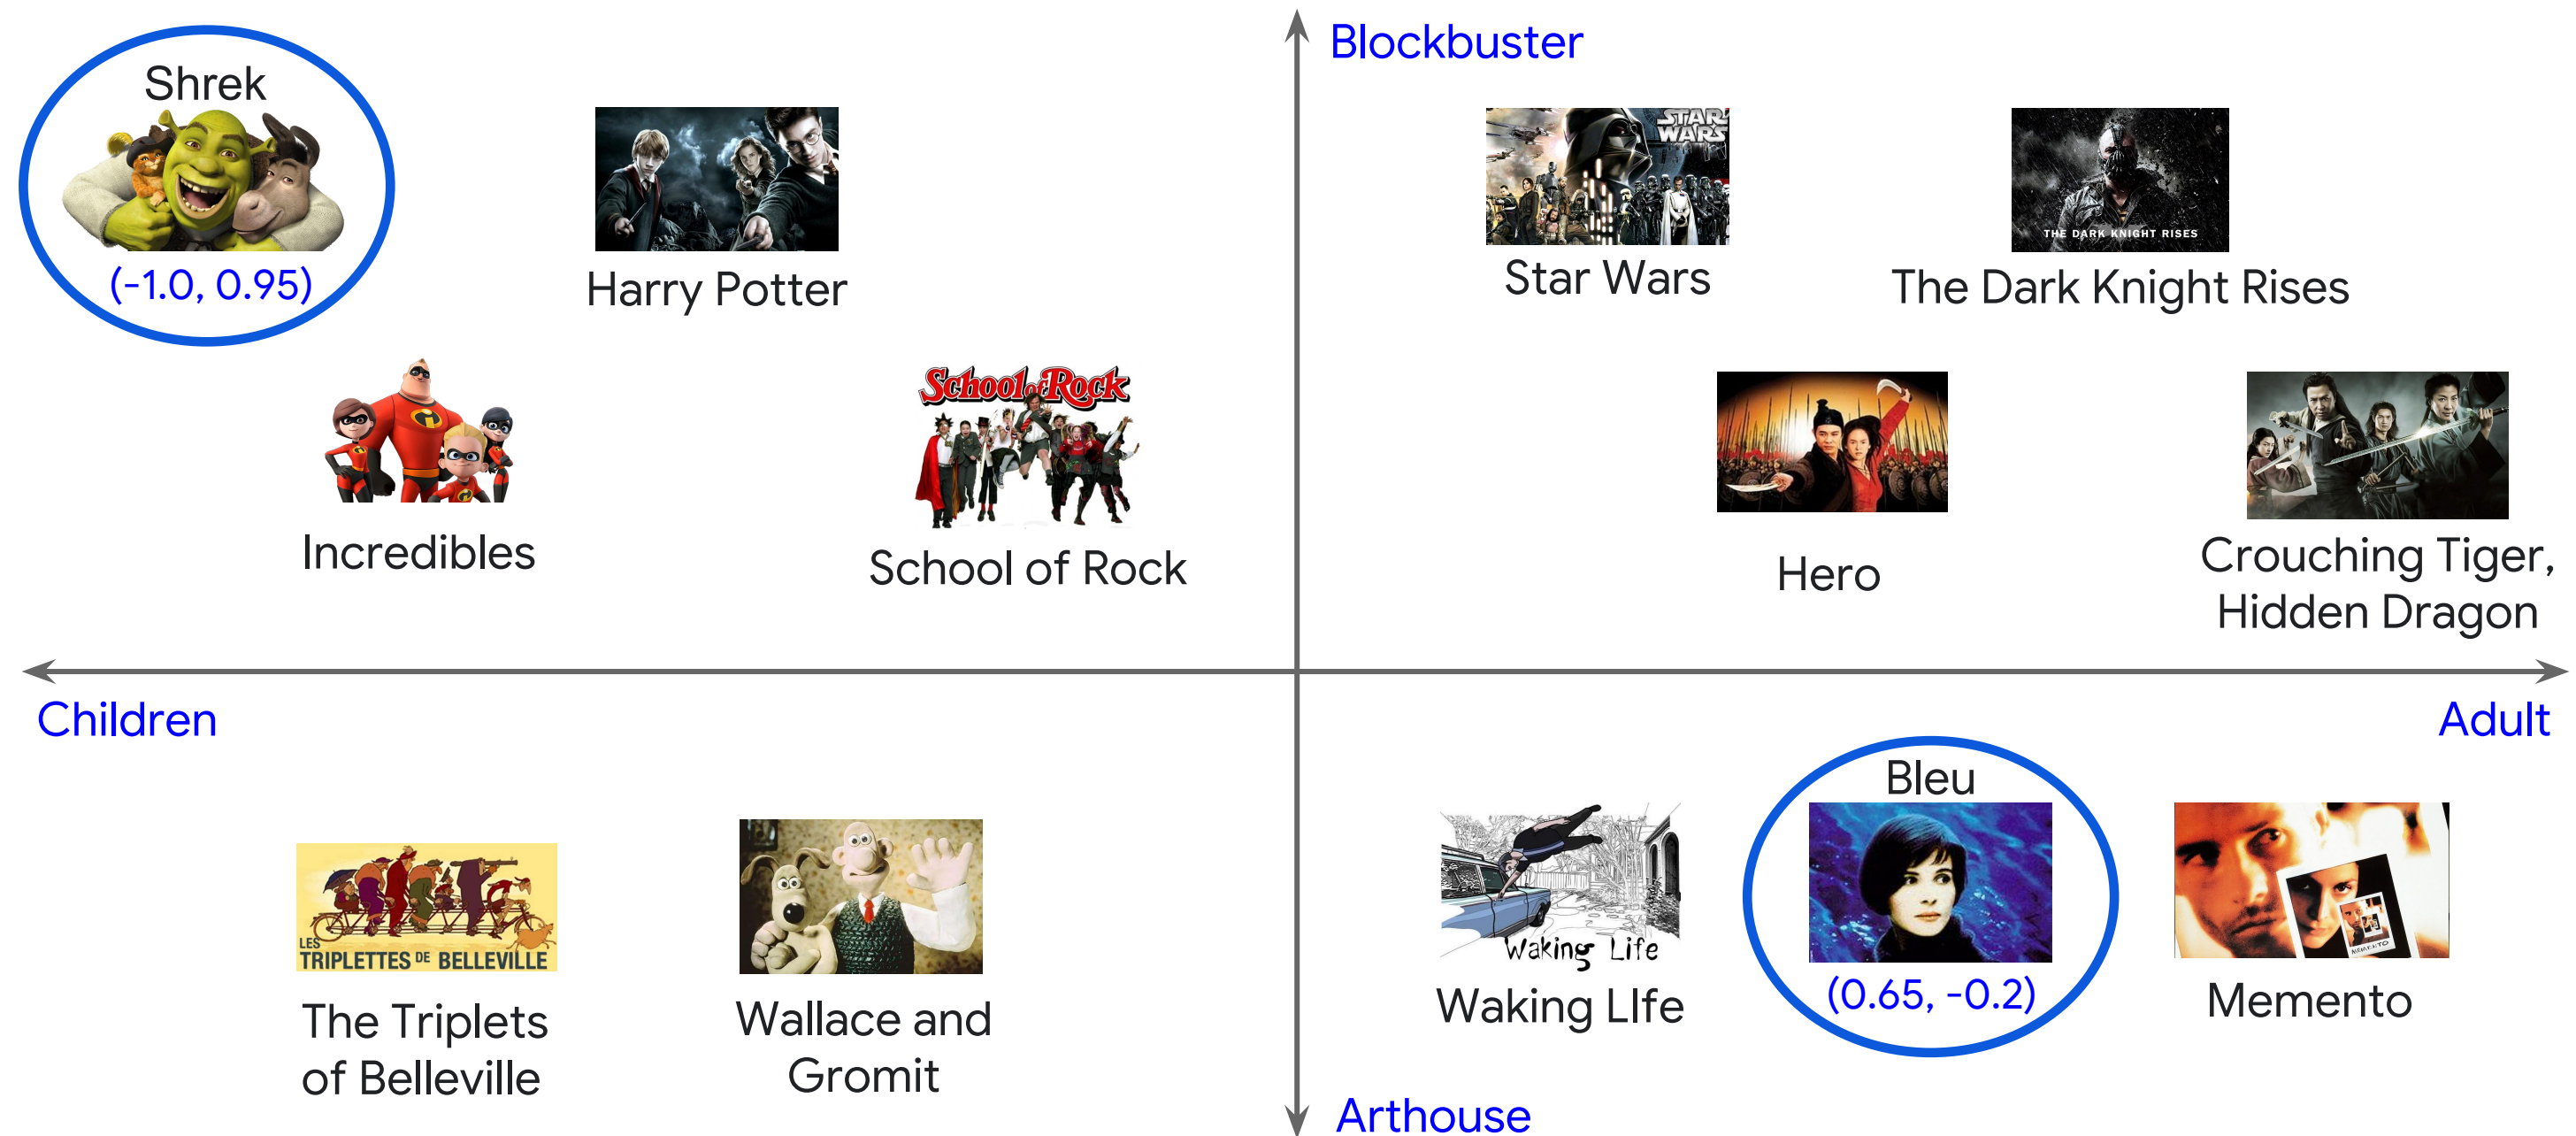 Blockbuster
Shrek
(-1.0, 0.95)
Harry Potter
STAR
WARS
Star Wars
THE DARK KNIGHT RISES
The Dark Knight Rises
Incredibles
School of Rock
School of Rock
Hero
Crouching Tiger,
Hidden Dragon
Children
Adult
LES
TRIPLETTES DE BELLEVILLE
The Triplets
of Belleville
Wallace and
Gromit
Waking Life
Waking LIfe
Bleu
(0.65, -0.2)
MEMENTO
Memento
Arthouse